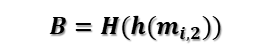 B = H(h(m_{i,2}))